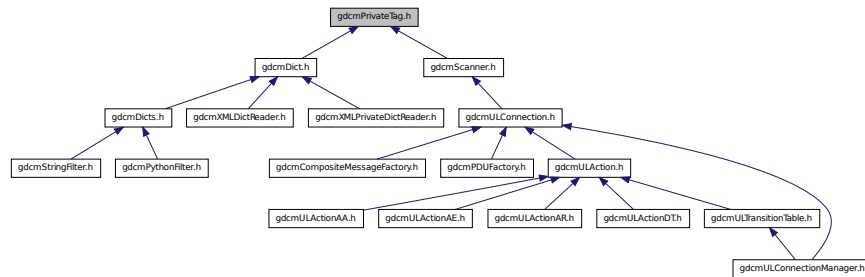 gdcmPrivateTag.h
gdcmDict.h
gdcmScanner.h
gdcmDicts.h
gdcmXMLDictReader.h
gdcmXMLPrivateDictReader.h
gdcmULConnection.h
gdcmStringFilter.h
gdcmPythonFilter.h
gdcmCompositeMessageFactory.h
gdcmPDUFactory.h
gdcmULAction.h
gdcmULActionAA.h
gdcmULActionAE.h
gdcmULActionAR.h
gdcmULActionDT.h
gdcmULTransitionTable.h
gdcmULConnectionManager.h